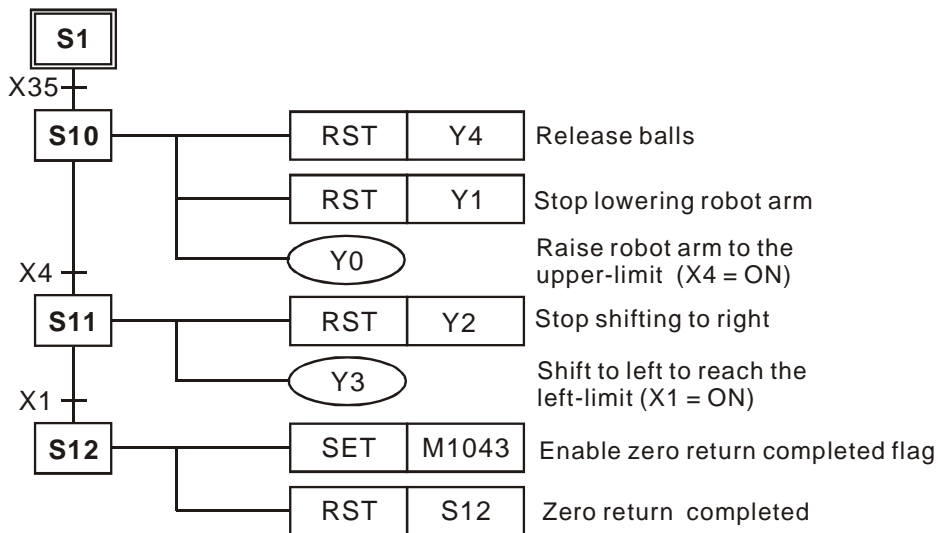 S1
X35
S10
RST Y4 Release balls
RST Y1 Stop lowering robot arm
Y0 Raise robot arm to the
upper-limit (X4 = ON)
X4
S11
RST Y2 Stop shifting to right
Y3 Shift to left to reach the
left-limit (X1 = ON)
X1
S12
SET M1043 Enable zero return completed flag
RST S12 Zero return completed